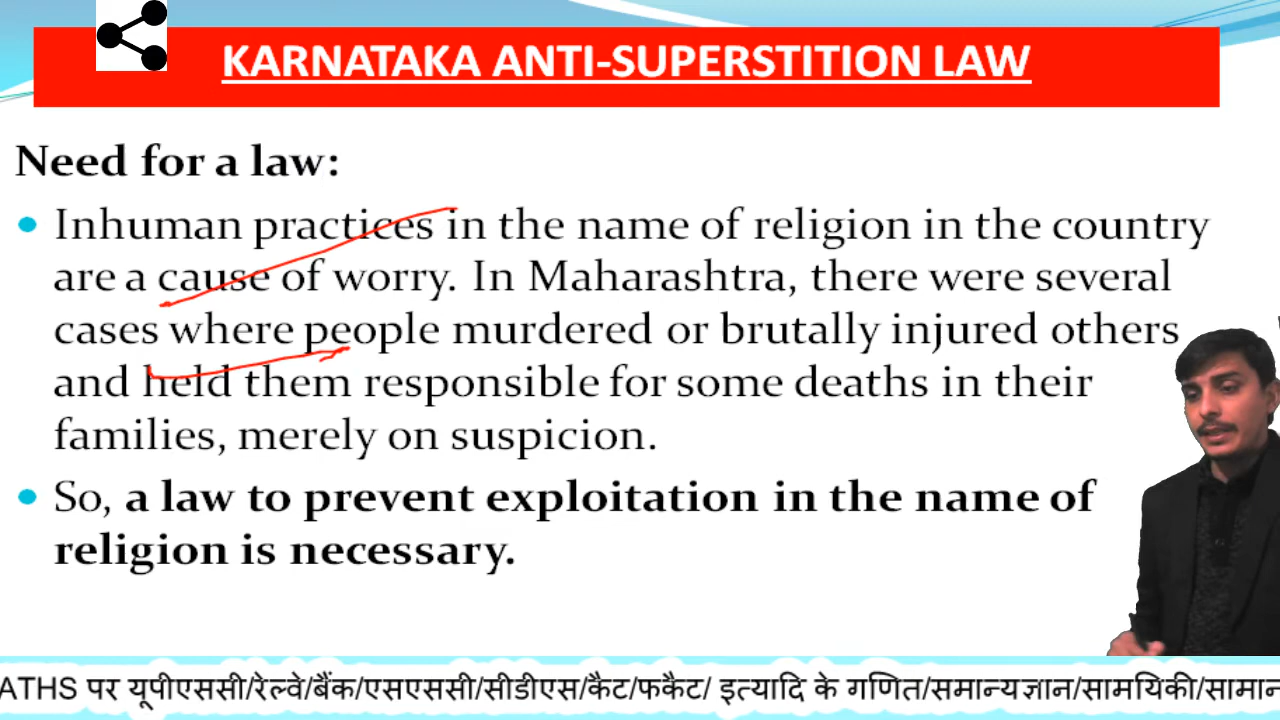 KARNATAKA ANTI-SUPERSTITION LAW
Need for a law:
• Inhuman practices in the name of religion in the country
are a cause of worry. In Maharashtra, there were several
cases where people murdered or brutally injured others
and held them responsible for some deaths in their
families, merely on suspicion.
• So, a law to prevent exploitation in the name of
religion is necessary.
ATHS पर यूपीएससी/रेल्वे/बैंक/एसएससी/सीडीएस/कैट/फकैट/ इत्यादि के गणित/समान्यज्ञान/सामयिकी/सामान